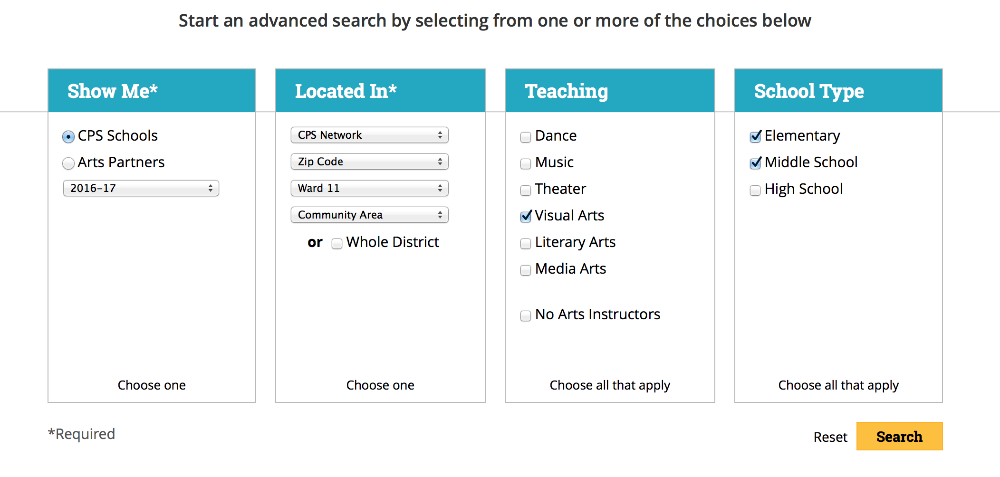 Start an advanced search by selecting from one or more of the choices below
Show Me*
CPS Schools
Arts Partners
2016-17
Choose one
Located In*
CPS Network
Zip Code
Ward 11
Community Area
or Whole District
Choose one
Teaching
Dance
Music
Theater
Visual Arts
Literary Arts
Media Arts
No Arts Instructors
Choose all that apply
School Type
Elementary
Middle School
High School
Choose all that apply
*Required
Reset
Search